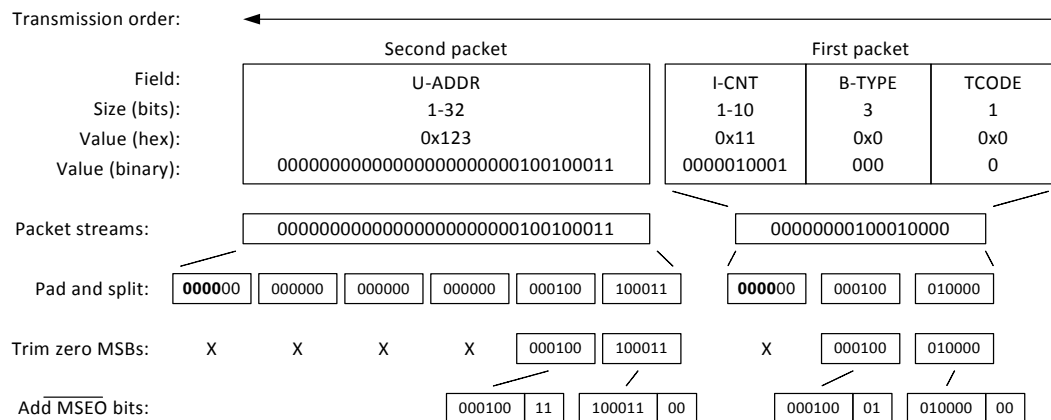 Transmission order:
Second packet First packet
Field: U-ADDR I-CNT B-TYPE TCODE
Size (bits): 1-32 1-10 3 1
Value (hex): 0x123 0x11 0x0 0x0
Value (binary): 00000000000000000000000100100011 0000010001 000 0
Packet streams: 00000000000000000000000100100011 00000000100010000
Pad and split: 000000 000000 000000 000000 000100 100011 000000 000100 010000
Trim zero MSBs: X X X X 000100 100011 X 000100 010000
Add MSEO bits: 000100 11 100011 00 000100 01 010000 00